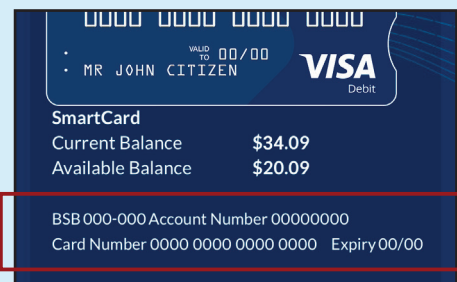 0000 0000 0000 0000
VALID TO 00/00
MR JOHN CITIZEN
VISA
Debit
SmartCard
Current Balance $34.09
Available Balance $20.09
BSB 000-000 Account Number 00000000
Card Number 0000 0000 0000 0000 Expiry 00/00